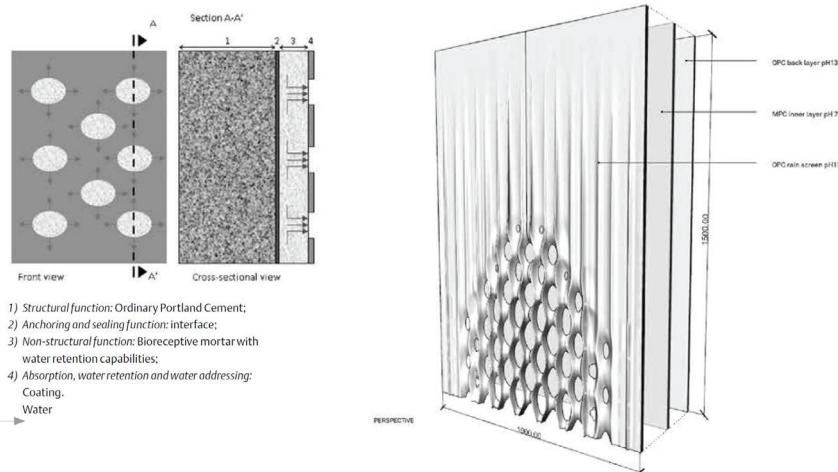 Section A-A'
A
1 2 3 4
Front view
A'
Cross-sectional view
1) Structural function: Ordinary Portland Cement;
2) Anchoring and sealing function: interface;
3) Non-structural function: Bioreceptive mortar with
water retention capabilities;
4) Absorption, water retention and water addressing:
Coating.
Water
OPC back layer pH13
MPC inner layer pH 7
OPC rain screen pH1
1500.00
1000.00
PERSPECTIVE